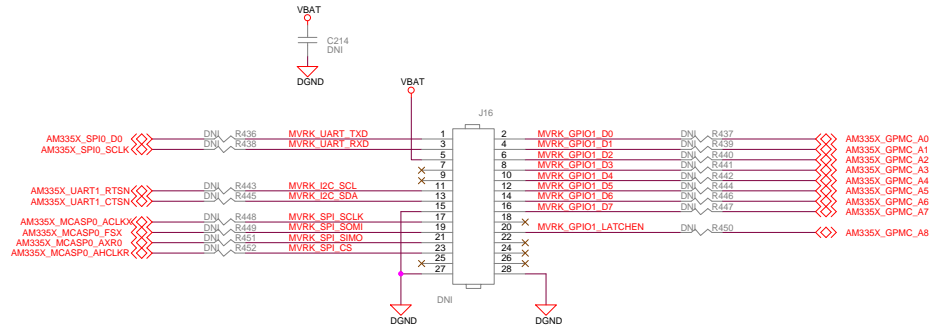 VBAT
C214
DNI
DGND
VBAT
J16
AM335X_SPI0_D0 DNI R436 MVRK_UART_TXD 1 2 MVRK_GPIO1_D0 DNI R437 AM335X_GPMC_A0
AM335X_SPI0_SCLK DNI R438 MVRK_UART_RXD 3 4 MVRK_GPIO1_D1 DNI R439 AM335X_GPMC_A1
5 6 MVRK_GPIO1_D2 DNI R440 AM335X_GPMC_A2
7 8 MVRK_GPIO1_D3 DNI R441 AM335X_GPMC_A3
9 10 MVRK_GPIO1_D4 DNI R442 AM335X_GPMC_A4
AM335X_UART1_RTSN DNI R443 MVRK_I2C_SCL 11 12 MVRK_GPIO1_D5 DNI R444 AM335X_GPMC_A5
AM335X_UART1_CTSN DNI R445 MVRK_I2C_SDA 13 14 MVRK_GPIO1_D6 DNI R446 AM335X_GPMC_A6
15 16 MVRK_GPIO1_D7 DNI R447 AM335X_GPMC_A7
AM335X_MCASP0_ACLKX DNI R448 MVRK_SPI_SCLK 17 18
AM335X_MCASP0_FSX DNI R449 MVRK_SPI_SOMI 19 20 MVRK_GPIO1_LATCHEN DNI R450 AM335X_GPMC_A8
AM335X_MCASP0_AXR0 DNI R451 MVRK_SPI_SIMO 21 22
AM335X_MCASP0_AHCLKR DNI R452 MVRK_SPI_CS 23 24
25 26
27 28
DNI
DGND DGND